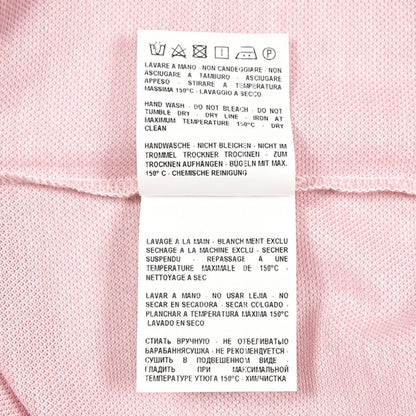 LAVARE A MANO - NON CANDEGGIARE - NON
ASCIUGARE A TAMBURO - ASCIUGARE
APPESO - STIRARE A TEMPERATURA
MASSIMA 150°C - LAVAGGIO A SECCO
HAND WASH - DO NOT BLEACH - DO NOT
TUMBLE DRY - DRY LINE - IRON AT
MAXIMUM TEMPERATURE 150°C - DRY
CLEAN
HANDWASCHE - NICHT BLEICHEN - NICHT IM
TROMMEL TROCKNER TROCKNEN - ZUM
TROCKNEN AUFHANGEN - BÜGELN MIT MAX.
150° C - CHEMISCHE REINIGUNG
LAVAGE A LA MAIN - BLANCHMENT EXCLU
SECHAGE A LA MACHINE EXCLU - SECHER
SUSPENDU - REPASSAGE A UNE
TEMPERATURE MAXIMALE DE 150°C -
NETTOYAGE A SEC
LAVAR A MANO - NO USAR LEJIA - NO
SECAR EN SECADORA - SECAR COLGADO -
PLANCHAR A TEMPERATURA MAXIMA 150°C
LAVADO EN SECO
СТИАТЬ ВРУЧНУЮ - НЕ ОТБЕЛИВАТЬ
БАРАБАННЯСУШКА - НЕ РЕКОМЕНДУЕТСЯ -
СУШИТЬ В ПОДВЕШЕННОМ ВИДЕ -
ГЛАДИТЬ ПРИ МАКСИМАЛЬНОЙ
ТЕМПЕРАТУРЕ УТЮГА 150°C - ХИМЧИСТКА